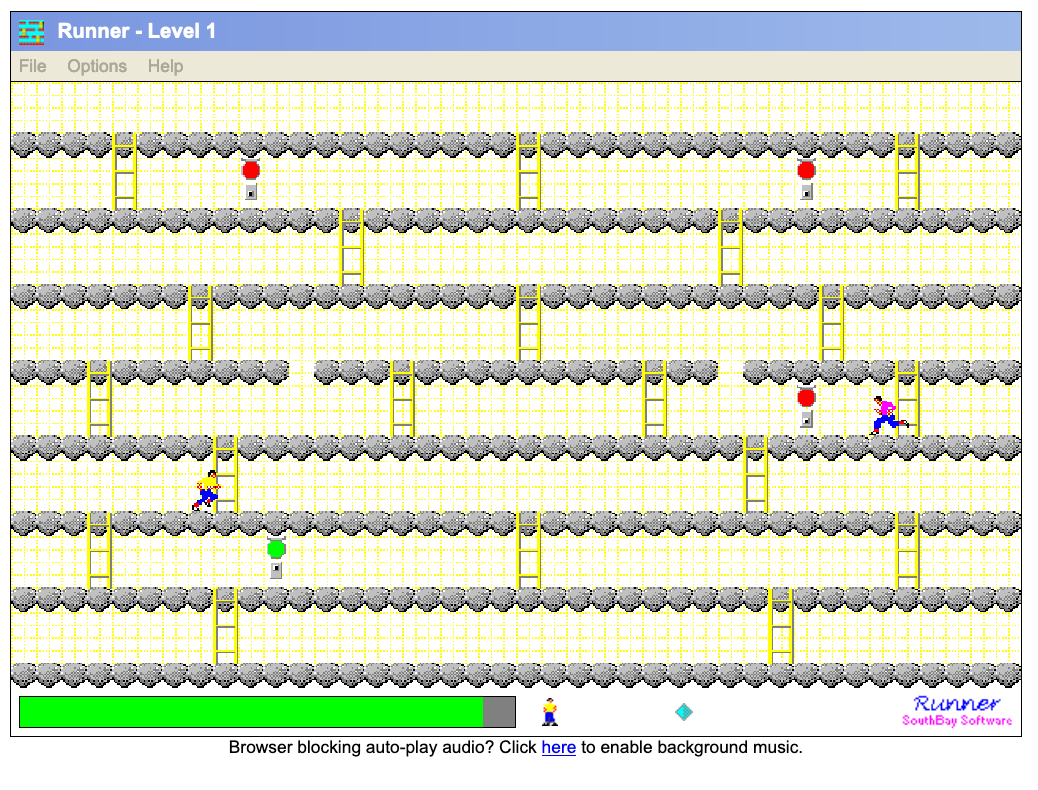 Runner - Level 1
File Options Help
Runner
SouthBay Software
Browser blocking auto-play audio? Click here to enable background music.